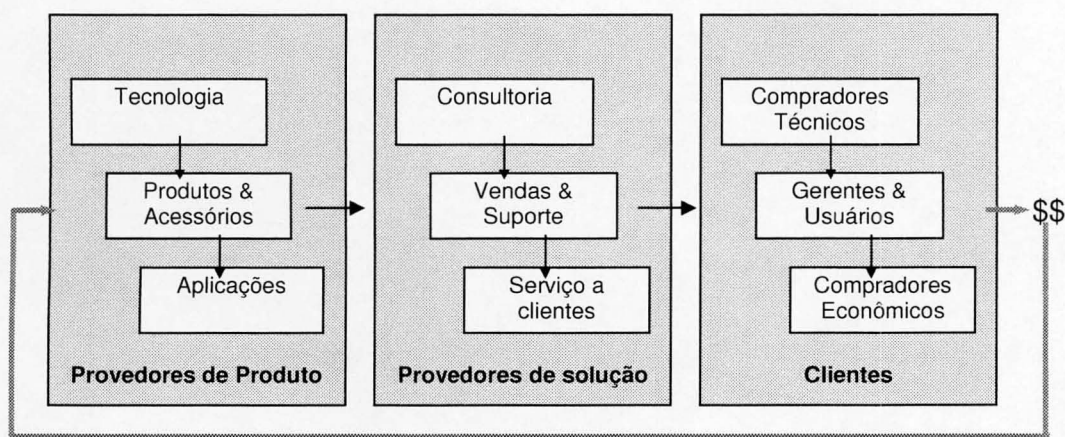 Tecnologia
Produtos &
Acessórios
Aplicações
Provedores de Produto
Consultoria
Vendas &
Suporte
Serviço a
clientes
Provedores de solução
Compradores
Técnicos
Gerentes &
Usuários
Compradores
Econômicos
Clientes
$$